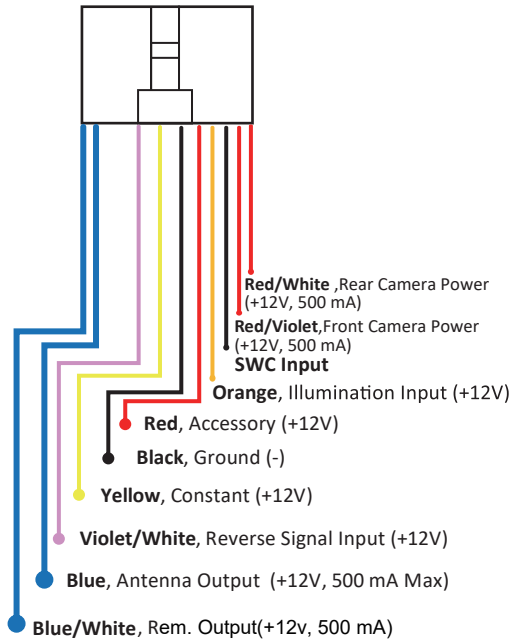 Red/White ,Rear Camera Power
(+12V, 500 mA)
Red/Violet,Front Camera Power
(+12V, 500 mA)
SWC Input
Orange, Illumination Input (+12V)
Red, Accessory (+12V)
Black, Ground (-)
Yellow, Constant (+12V)
Violet/White, Reverse Signal Input (+12V)
Blue, Antenna Output (+12V, 500 mA Max)
Blue/White, Rem. Output(+12v, 500 mA)